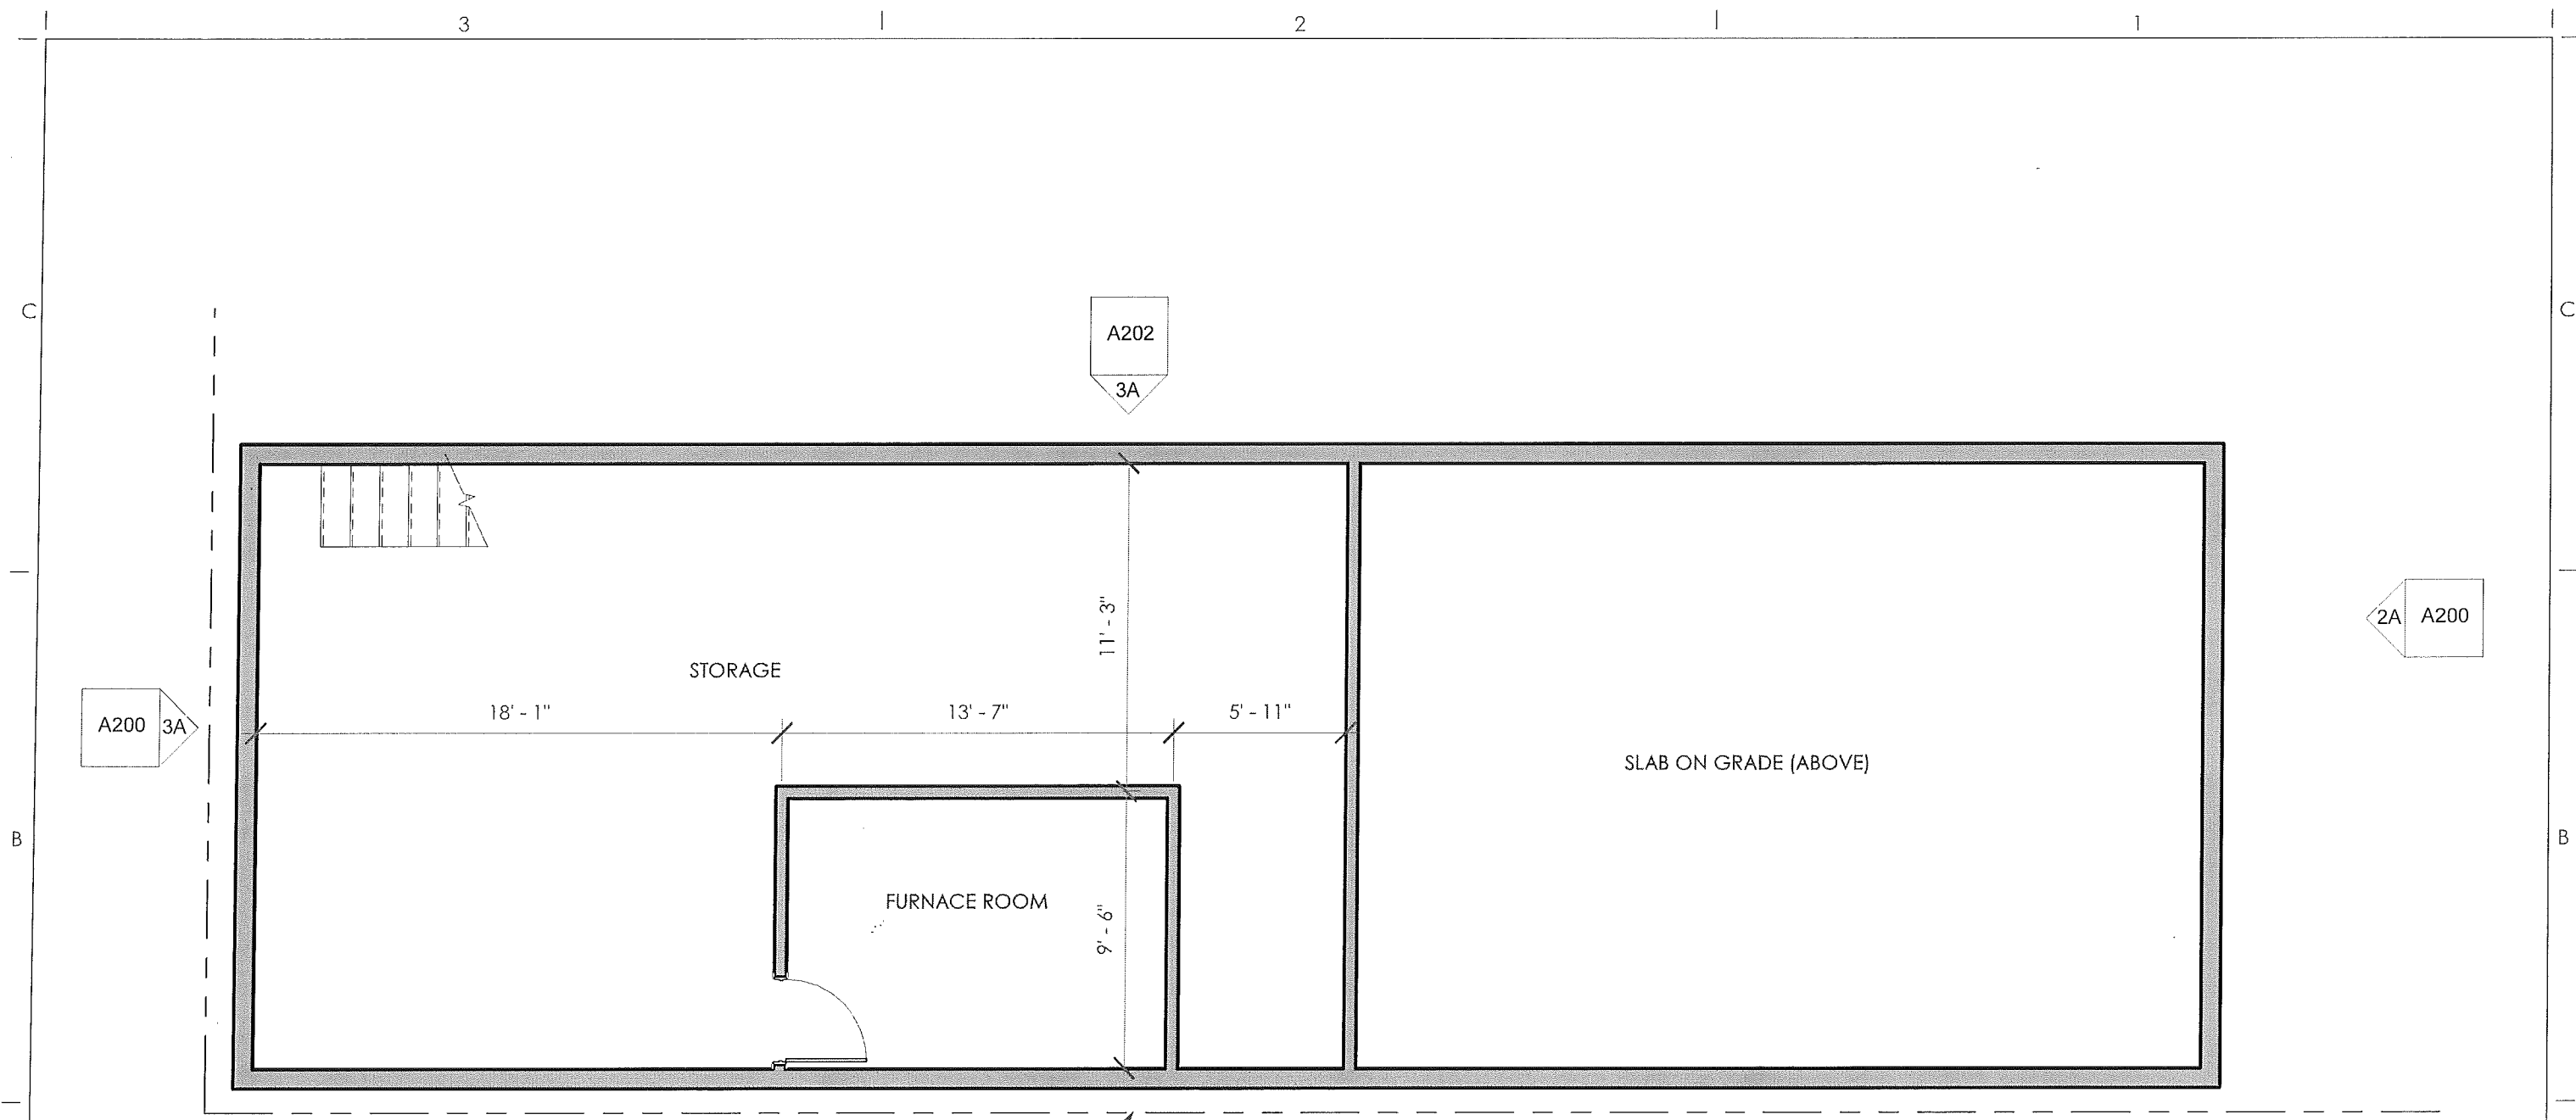 3 2 1
C C
A202
3A
11' - 3"
2A A200
STORAGE
18' - 1" 13' - 7" 5' - 11"
A200 3A
SLAB ON GRADE (ABOVE)
B B
FURNACE ROOM
9' - 6"